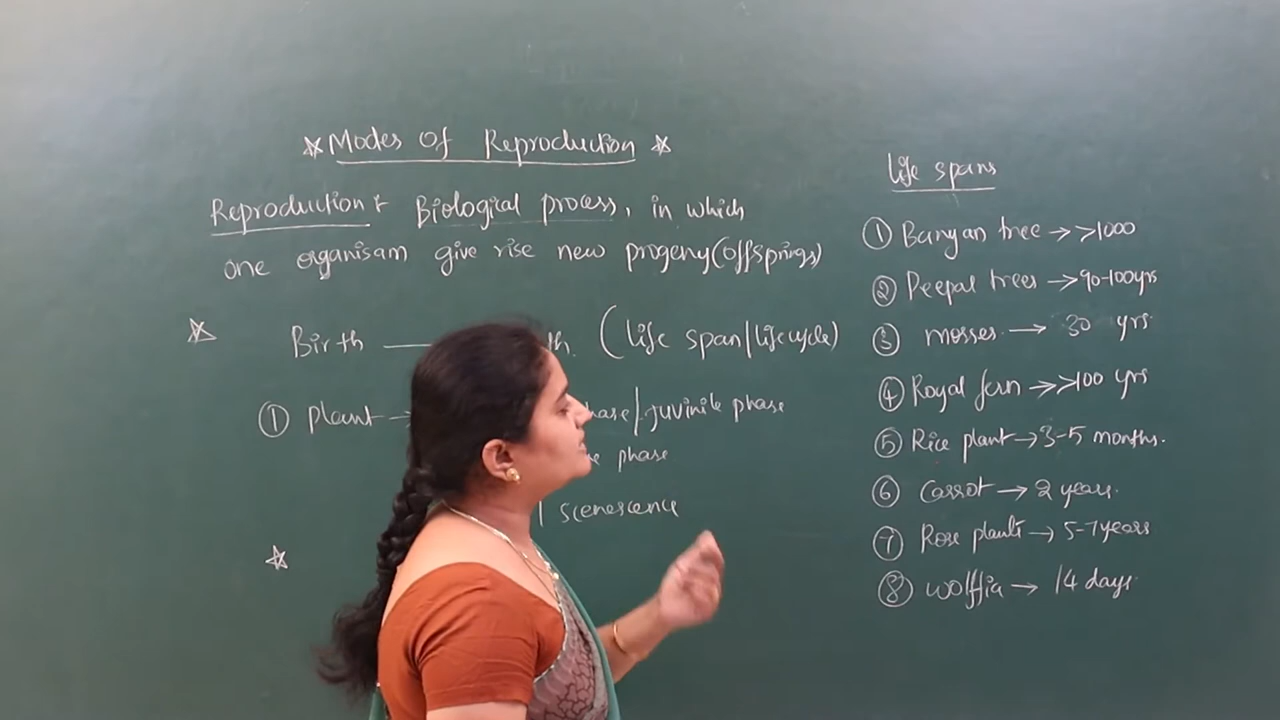 ☆ Modes of Reproduction ☆
Reproduction: Biological process, in which
one organisam give rise new progeny (offsprings)
☆ Birth (life span/lifecycle)
① Plant → juvinile phase
phase
scenescence
☆
Life spans
① Banyan tree → >1000
② Peepal trees → 90-100yrs
③ mosses → 30 yrs.
④ Royal fern → >100 yrs
⑤ Rice plant → 3-5 months.
⑥ Carrot → 2 years.
⑦ Rose plants → 5-7 years
⑧ wolffia → 14 days